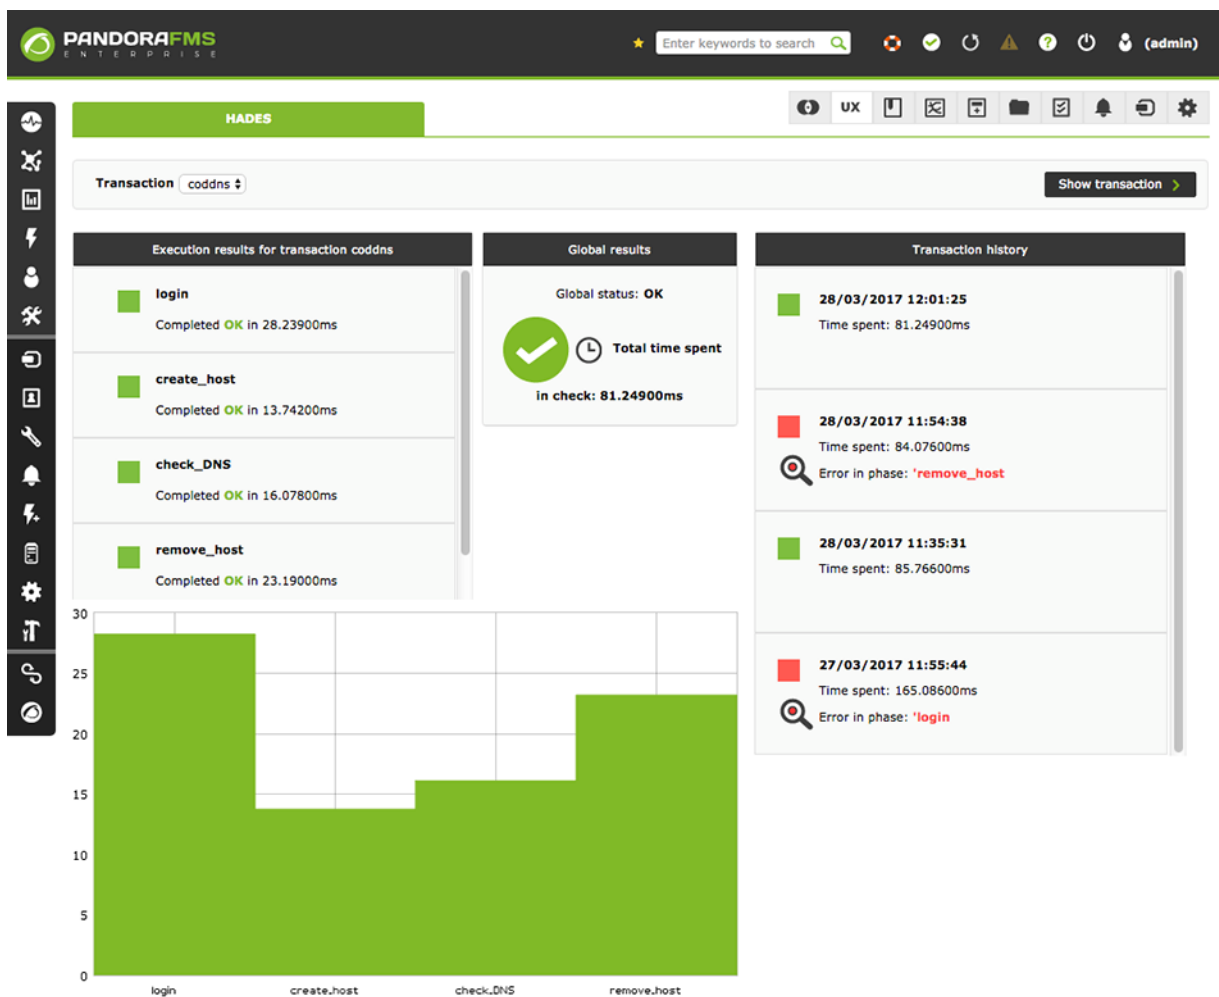 PANDORAFMS
ENTERPRISE
Enter keywords to search
(admin)
HADES
UX
Transaction coddns
Show transaction
Execution results for transaction coddns
login
Completed OK in 28.23900ms
create_host
Completed OK in 13.74200ms
check_DNS
Completed OK in 16.07800ms
remove_host
Completed OK in 23.19000ms
Global results
Global status: OK
Total time spent
in check: 81.24900ms
Transaction history
28/03/2017 12:01:25
Time spent: 81.24900ms
28/03/2017 11:54:38
Time spent: 84.07600ms
Error in phase: 'remove_host
28/03/2017 11:35:31
Time spent: 85.76600ms
27/03/2017 11:55:44
Time spent: 165.08600ms
Error in phase: 'login
30
25
20
15
10
5
0
login create_host check_DNS remove_host